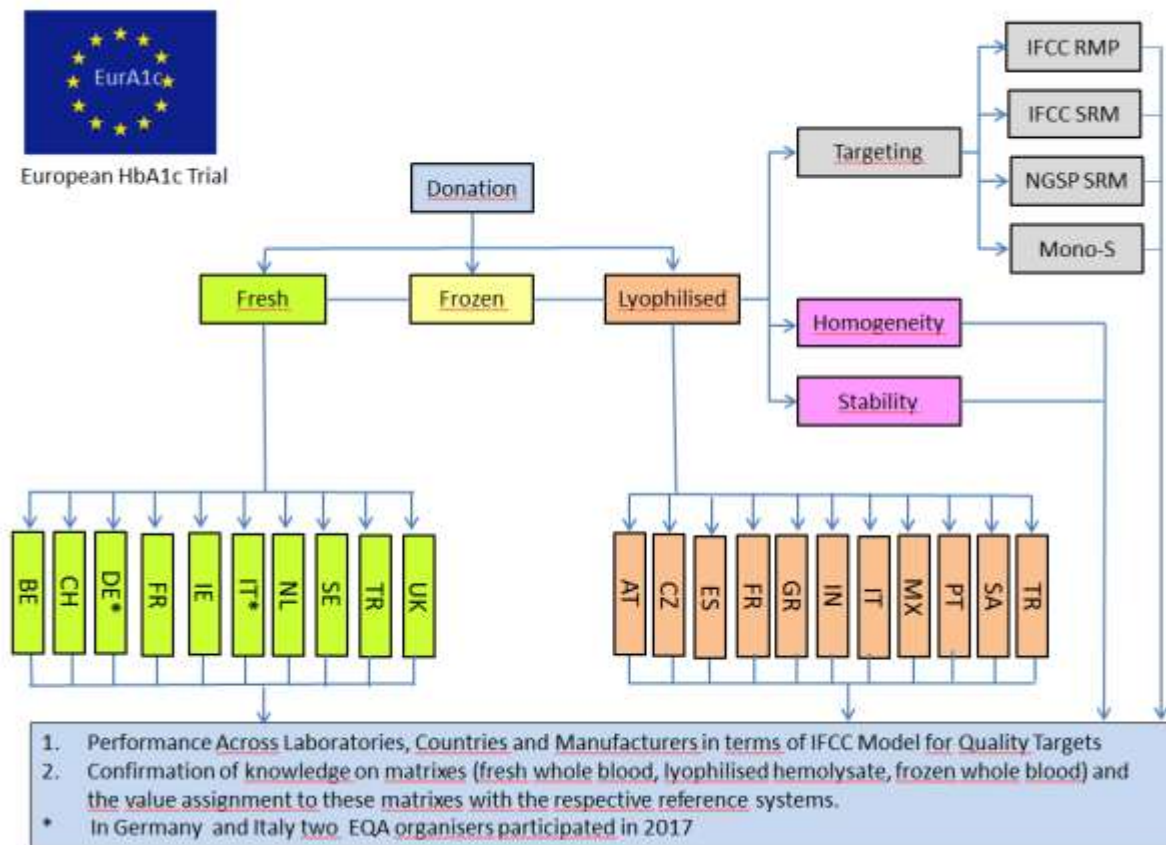 EurA1c
European HbA1c Trial
Donation
Fresh
Frozen
Lyophilised
Targeting
IFCC RMP
IFCC SRM
NGSP SRM
Mono-S
Homogeneity
Stability
BE
CH
DE*
FR
IE
IT*
NL
SE
TR
UK
AT
CZ
ES
FR
GR
IN
IT
MX
PT
SA
TR
1. Performance Across Laboratories, Countries and Manufacturers in terms of IFCC Model for Quality Targets
2. Confirmation of knowledge on matrixes (fresh whole blood, lyophilised hemolysate, frozen whole blood) and
the value assignment to these matrixes with the respective reference systems.
* In Germany and Italy two EQA organisers participated in 2017